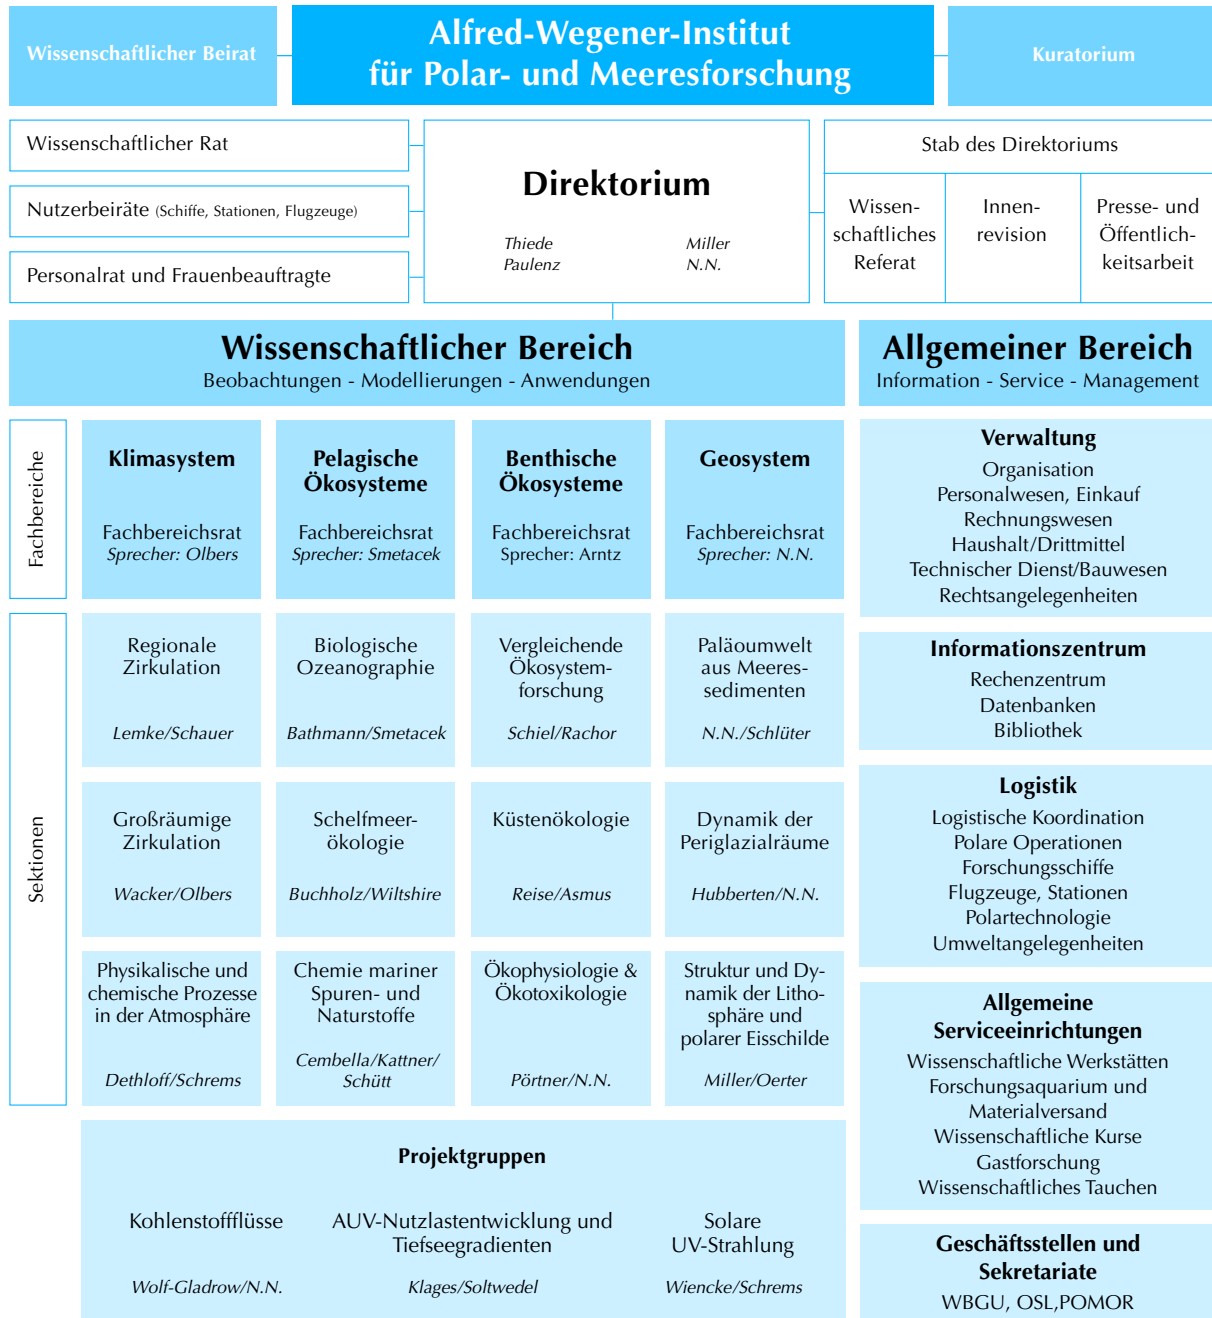 Wissenschaftlicher Beirat
Alfred-Wegener-Institut
für Polar- und Meeresforschung
Kuratorium
Wissenschaftlicher Rat
Nutzerbeiräte (Schiffe, Stationen, Flugzeuge)
Personalrat und Frauenbeauftragte
Direktorium
Thiede
Miller
Paulenz
N.N.
Stab des Direktoriums
Wissen-
schaftliches
Referat
Innen-
revision
Presse- und
Öffentlich-
keitsarbeit
Wissenschaftlicher Bereich
Beobachtungen - Modellierungen - Anwendungen
Allgemeiner Bereich
Information - Service - Management
Fachbereiche
Klimasystem
Fachbereichsrat
Sprecher: Olbers
Pelagische
Ökosysteme
Fachbereichsrat
Sprecher: Smetacek
Benthische
Ökosysteme
Fachbereichsrat
Sprecher: Arntz
Geosystem
Fachbereichsrat
Sprecher: N.N.
Sektionen
Regionale
Zirkulation
Lemke/Schauer
Biologische
Ozeanographie
Bathmann/Smetacek
Vergleichende
Ökosystem-
forschung
Schiel/Rachor
Paläoumwelt
aus Meeres-
sedimenten
N.N./Schlüter
Großräumige
Zirkulation
Wacker/Olbers
Schelfmeer-
ökologie
Buchholz/Wiltshire
Küstenökologie
Reise/Asmus
Dynamik der
Periglazialräume
Hubberten/N.N.
Physikalische und
chemische Prozesse
in der Atmosphäre
Dethloff/Schrems
Chemie mariner
Spuren- und
Naturstoffe
Cembella/Kattner/
Schütt
Ökophysiologie &
Ökotoxikologie
Pörtner/N.N.
Struktur und Dy-
namik der Litho-
sphäre und
polarer Eisschilde
Miller/Oerter
Projektgruppen
Kohlenstoffflüsse
Wolf-Gladrow/N.N.
AUV-Nutzlastentwicklung und
Tiefseegradienten
Klages/Soltwedel
Solare
UV-Strahlung
Wiencke/Schrems
Verwaltung
Organisation
Personalwesen, Einkauf
Rechnungswesen
Haushalt/Drittmittel
Technischer Dienst/Bauwesen
Rechtsangelegenheiten
Informationszentrum
Rechenzentrum
Datenbanken
Bibliothek
Logistik
Logistische Koordination
Polare Operationen
Forschungsschiffe
Flugzeuge, Stationen
Polartechnologie
Umweltangelegenheiten
Allgemeine
Serviceeinrichtungen
Wissenschaftliche Werkstätten
Forschungsaquarium und
Materialversand
Wissenschaftliche Kurse
Gastforschung
Wissenschaftliches Tauchen
Geschäftsstellen und
Sekretariate
WBGU, OSL,POMOR